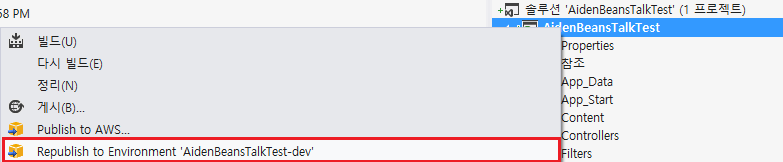 58 PM
빌드(U)
다시 빌드(E)
정리(N)
게시(B)...
Publish to AWS...
Republish to Environment 'AidenBeansTalkTest-dev'
솔루션 'AidenBeansTalkTest' (1 프로젝트)
AidenBeansTalkTest
Properties
참조
App_Data
App_Start
Content
Controllers
Filters